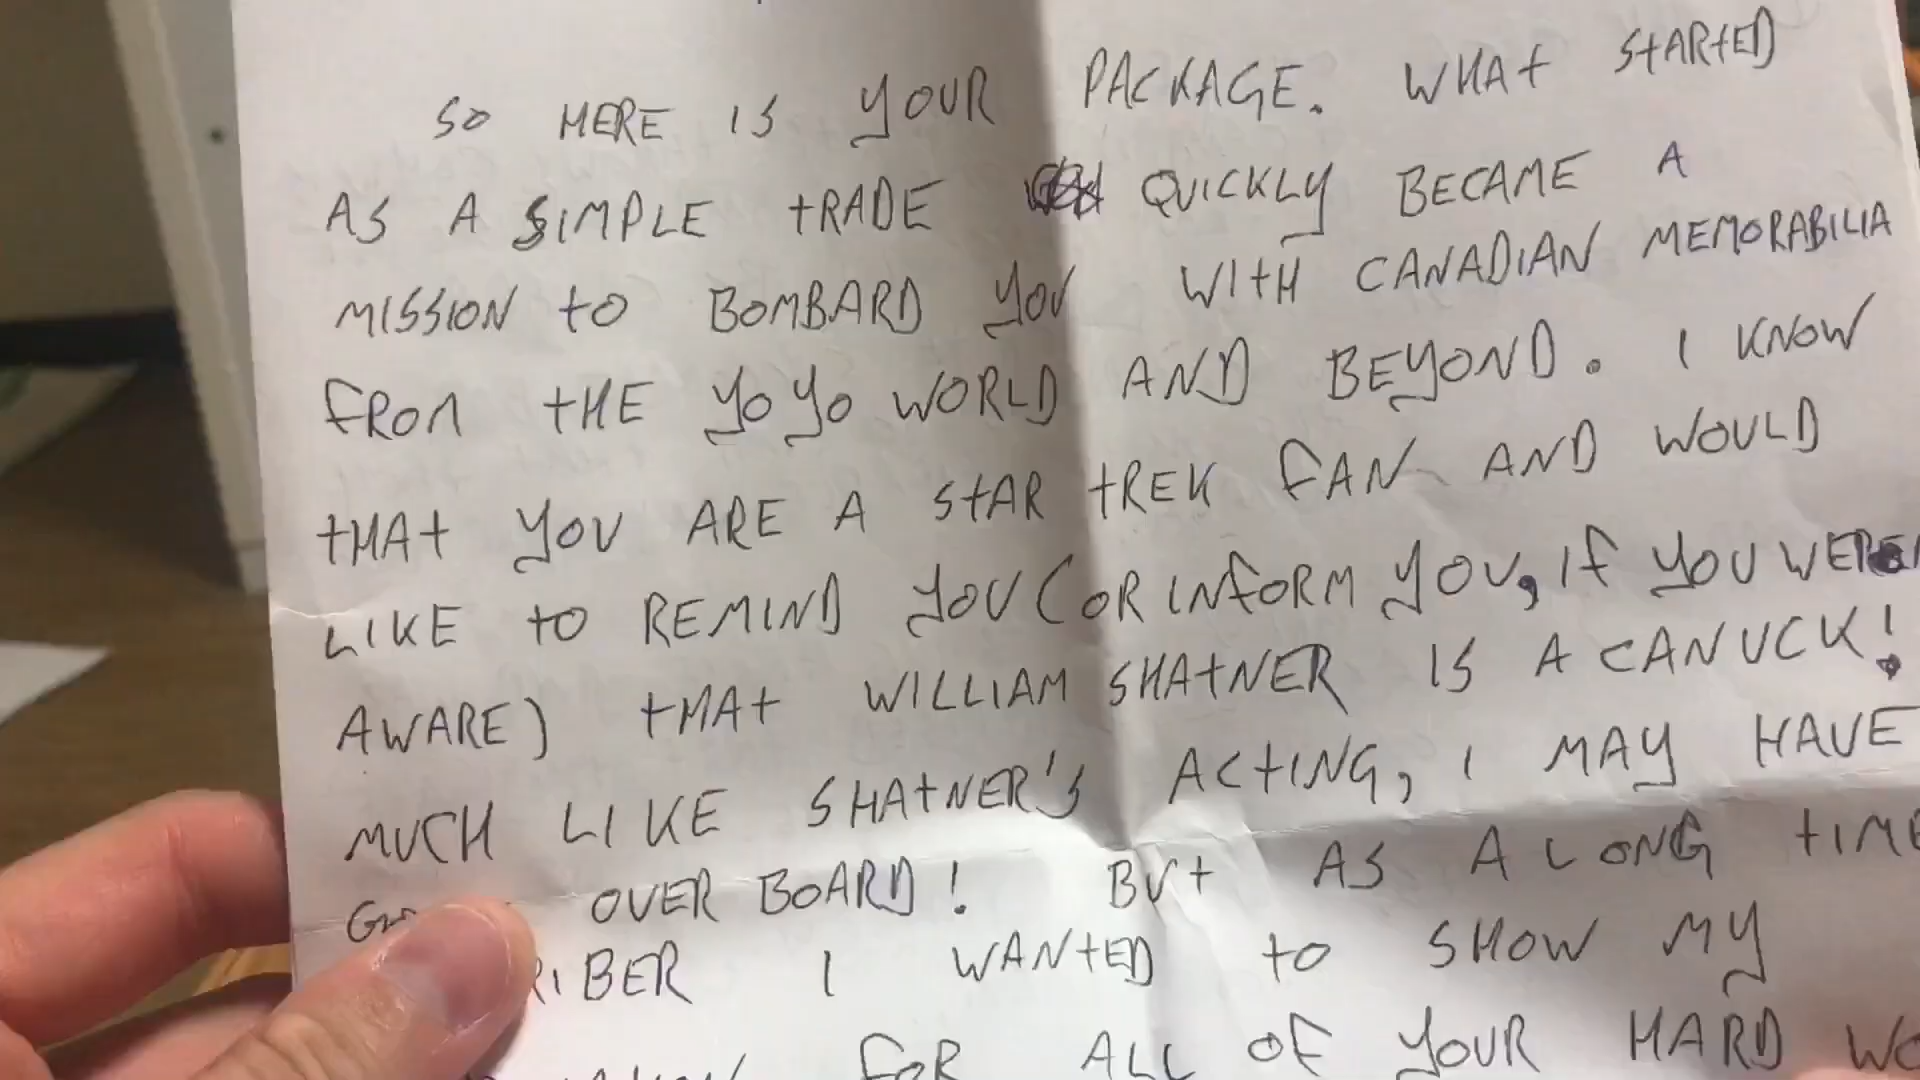 SO HERE IS YOUR PACKAGE. WHAT STARTED
AS A SIMPLE TRADE QUICKLY BECAME A
MISSION TO BOMBARD YOU WITH CANADIAN MEMORABILIA
FROM THE YOYO WORLD AND BEYOND. I KNOW
THAT YOU ARE A STAR TREK FAN AND WOULD
LIKE TO REMIND YOU (OR INFORM YOU, IF YOU
AWARE) THAT WILLIAM SHATNER IS A CANUCK!
MUCH LIKE SHATNER'S ACTING, I MAY HAVE
OVER BOARD! BUT AS A LONG TIME
I WANTED TO SHOW MY
FOR ALL OF YOUR HARD